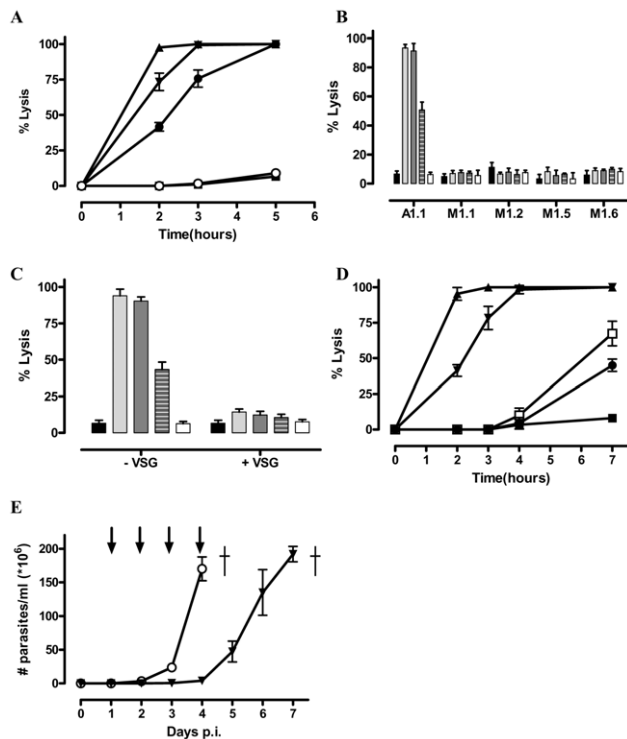 A
% Lysis
100
75
50
25
0
0 1 2 3 4 5 6
Time(hours)
B
% Lysis
100
80
60
40
20
0
A1.1 M1.1 M1.2 M1.5 M1.6
C
% Lysis
100
75
50
25
0
- VSG + VSG
D
% Lysis
100
75
50
25
0
0 1 2 3 4 5 6 7
Time(hours)
E
# parasites/ml (*10⁶)
200
150
100
50
0
0 1 2 3 4 5 6 7
Days p.i.